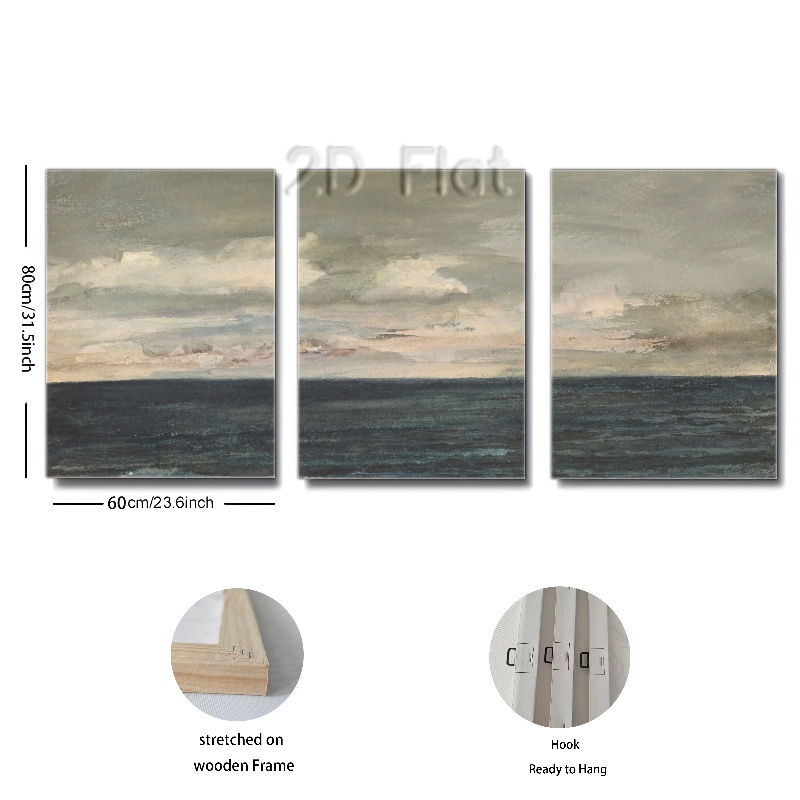 2D Flat
80cm/31.5inch
60cm/23.6inch
stretched on
wooden Frame
Hook
Ready to Hang